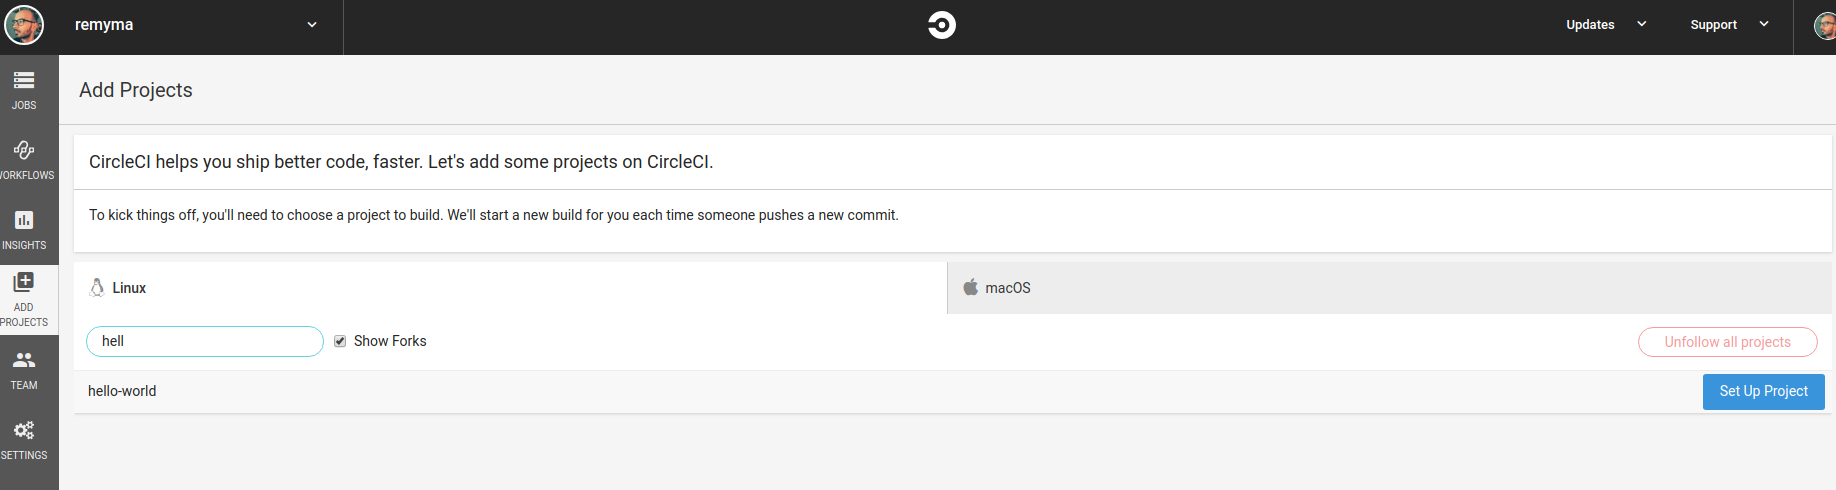 remyma
Updates
Support
JOBS
WORKFLOWS
INSIGHTS
ADD
PROJECTS
TEAM
SETTINGS
Add Projects
CircleCI helps you ship better code, faster. Let's add some projects on CircleCI.
To kick things off, you'll need to choose a project to build. We'll start a new build for you each time someone pushes a new commit.
Linux
macOS
hell
Show Forks
Unfollow all projects
hello-world
Set Up Project